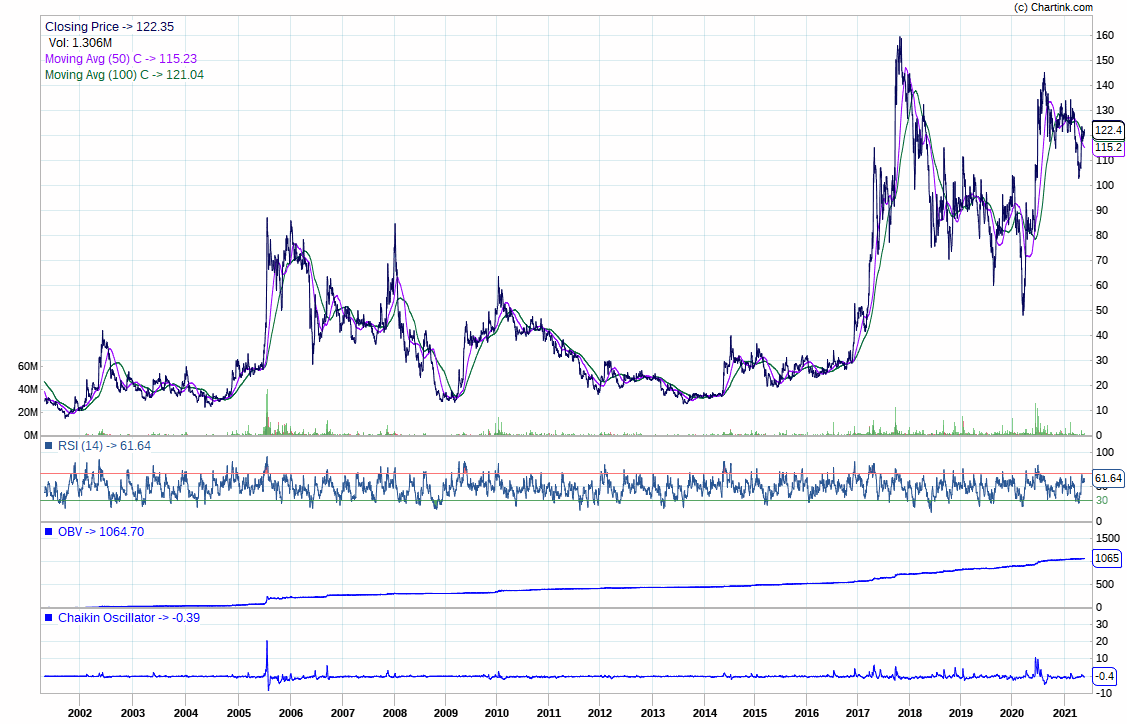 (c) Chartink.com
Closing Price -> 122.35
Vol: 1.306M
Moving Avg (50) C -> 115.23
Moving Avg (100) C -> 121.04
160
150
140
130
122.4
115.2
110
100
90
80
70
60
50
40
30
20
10
0
60M
40M
20M
0M
RSI (14) -> 61.64
100
61.64
30
0
OBV -> 1064.70
1500
1065
500
0
Chaikin Oscillator -> -0.39
30
20
10
-0.4
-10
2002 2003 2004 2005 2006 2007 2008 2009 2010 2011 2012 2013 2014 2015 2016 2017 2018 2019 2020 2021